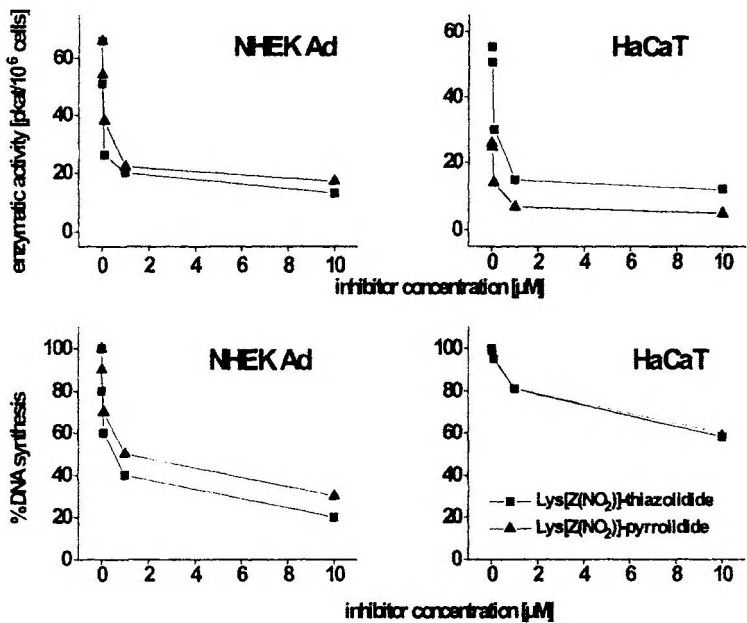 NHEK Ad
HaCaT
enzymatic activity [pkat/10⁶ cells]
60
40
20
0
60
40
20
0
0 2 4 6 8 10
0 2 4 6 8 10
inhibitor concentration [µM]
NHEK Ad
HaCaT
%DNA synthesis
100
80
60
40
20
0
100
80
60
40
20
0
Lys[Z(NO₂)]-thiazolidide
Lys[Z(NO₂)]-pyrrolidide
0 2 4 6 8 10
0 2 4 6 8 10
inhibitor concentration [µM]